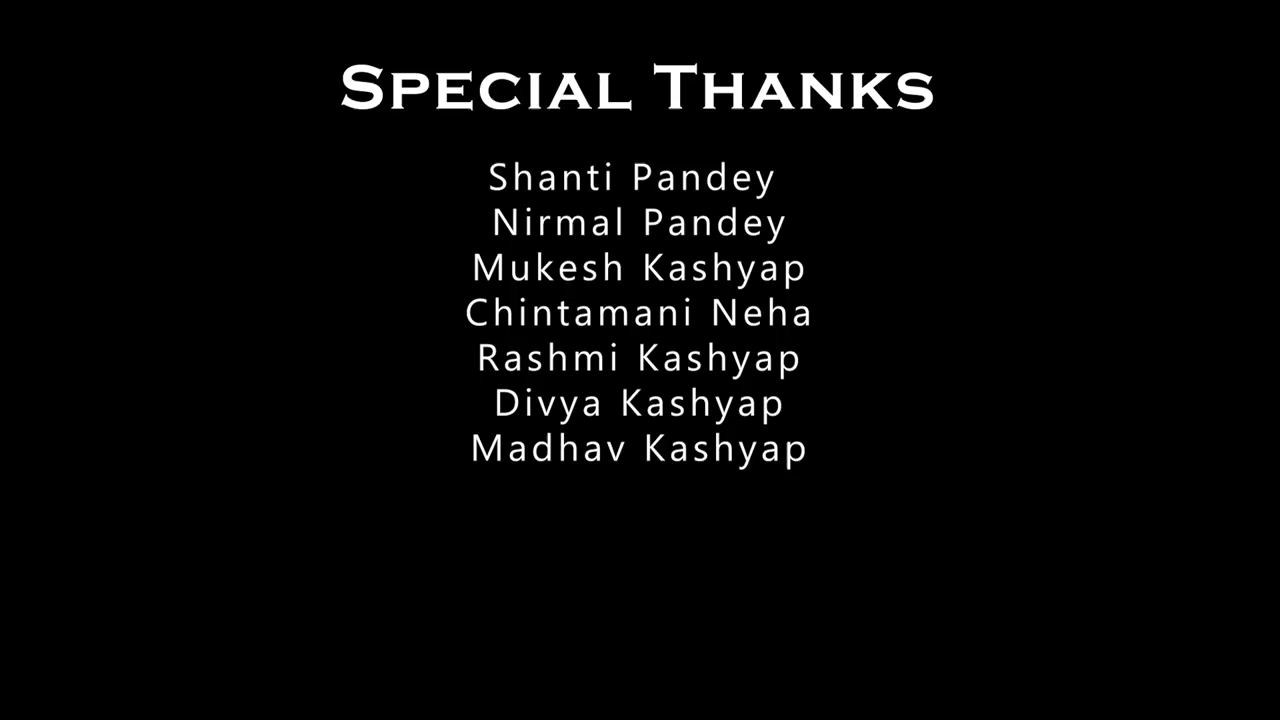 SPECIAL THANKS
Shanti Pandey
Nirmal Pandey
Mukesh Kashyap
Chintamani Neha
Rashmi Kashyap
Divya Kashyap
Madhav Kashyap